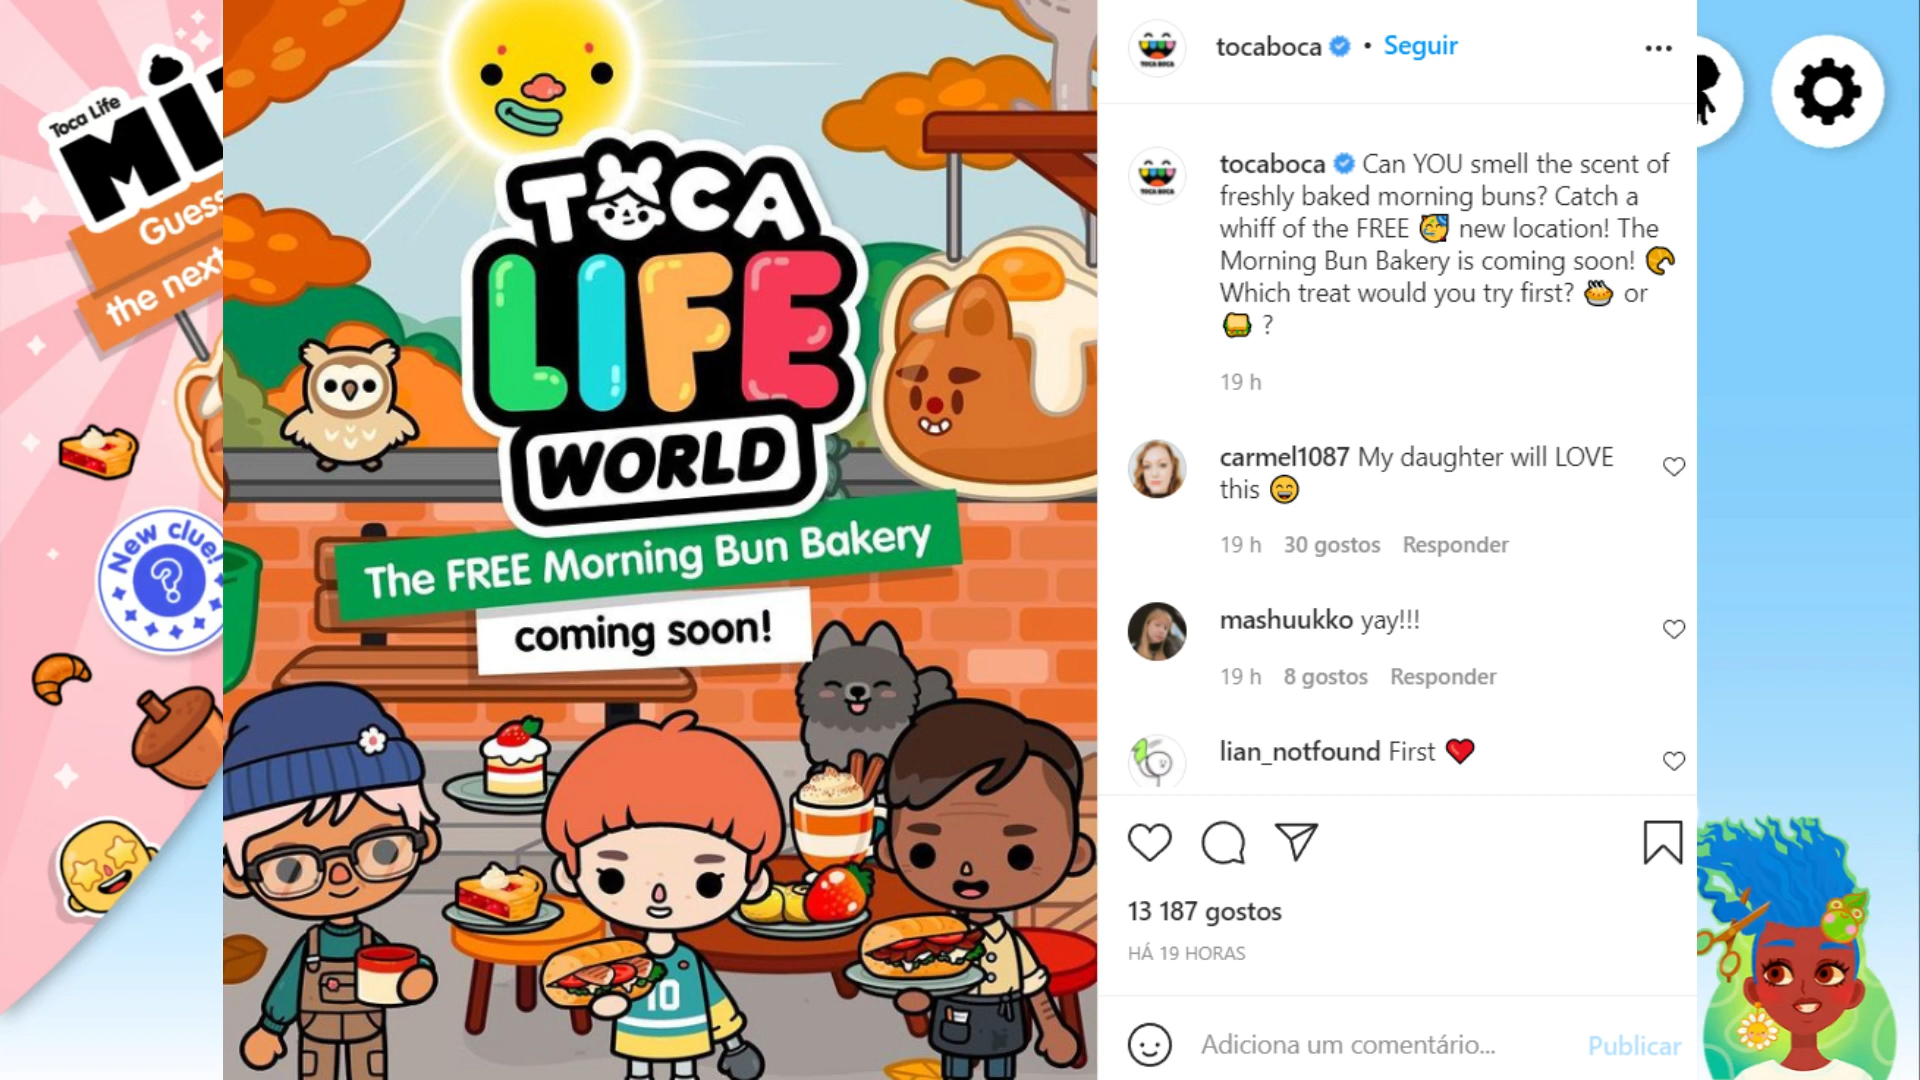 Toca Life
Guess
the next
New clue!
TOCA
LIFE
WORLD
The FREE Morning Bun Bakery
coming soon!
10
TOCA BOCA
tocaboca • Seguir
TOCA BOCA
tocaboca Can YOU smell the scent of
freshly baked morning buns? Catch a
whiff of the FREE 🥳 new location! The
Morning Bun Bakery is coming soon! 🥐
Which treat would you try first? 🥧 or
🥪 ?
19 h
carmel1087 My daughter will LOVE
this 😄
19 h 30 gostos Responder
mashuukko yay!!!
19 h 8 gostos Responder
lian_notfound First ❤️
13 187 gostos
HÁ 19 HORAS
Adiciona um comentário... Publicar